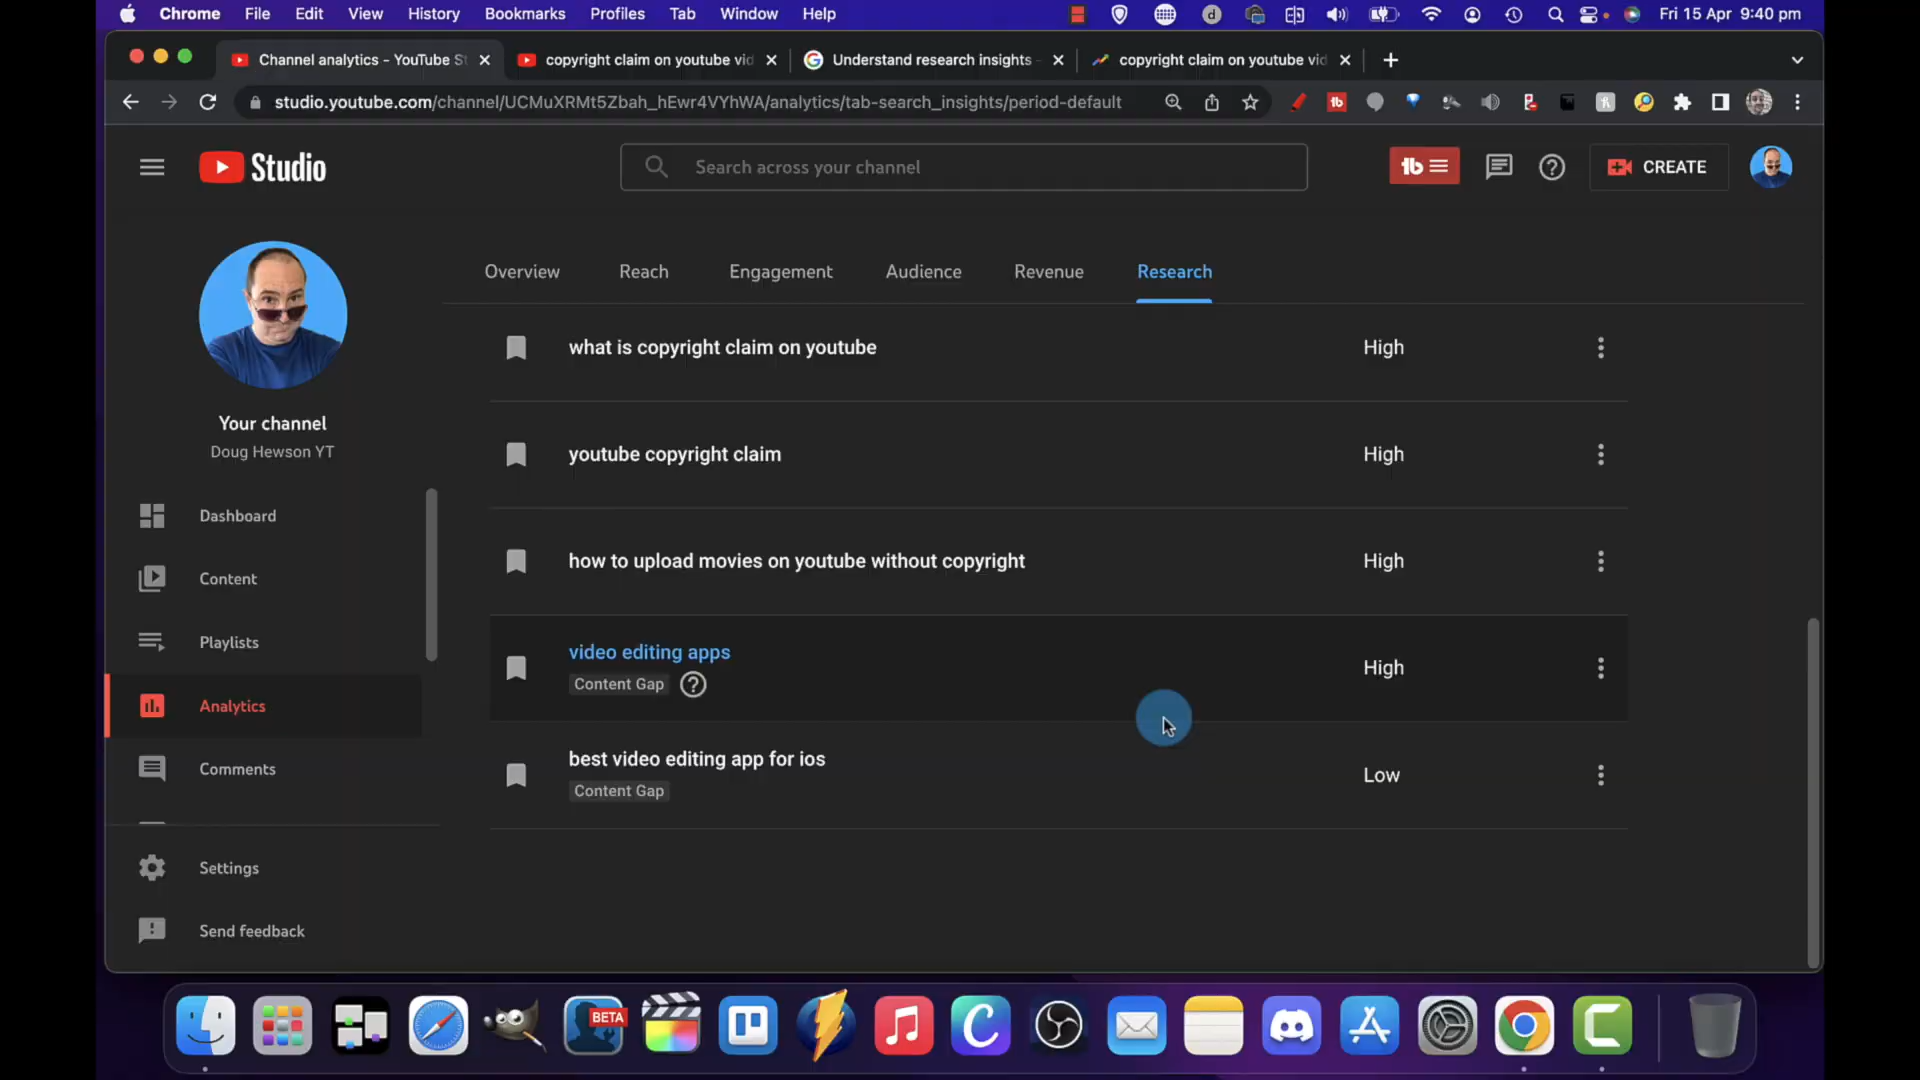 Chrome File Edit View History Bookmarks Profiles Tab Window Help Fri 15 Apr 9:40 pm
Channel analytics - YouTube St copyright claim on youtube vid Understand research insights - copyright claim on youtube vid
studio.youtube.com/channel/UCMuXRMt5Zbah_hEwr4VYhWA/analytics/tab-search_insights/period-default
Studio
Search across your channel
CREATE
Overview Reach Engagement Audience Revenue Research
Your channel
Doug Hewson YT
Dashboard
Content
Playlists
Analytics
Comments
Settings
Send feedback
what is copyright claim on youtube High
youtube copyright claim High
how to upload movies on youtube without copyright High
video editing apps
Content Gap
High
best video editing app for ios
Content Gap
Low
BETA